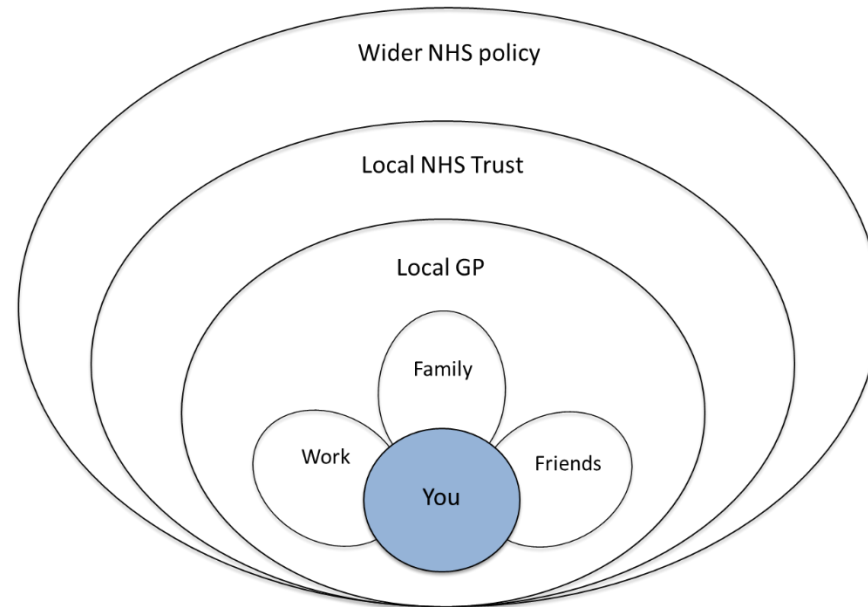 Wider NHS policy
Local NHS Trust
Local GP
Family
Work
Friends
You